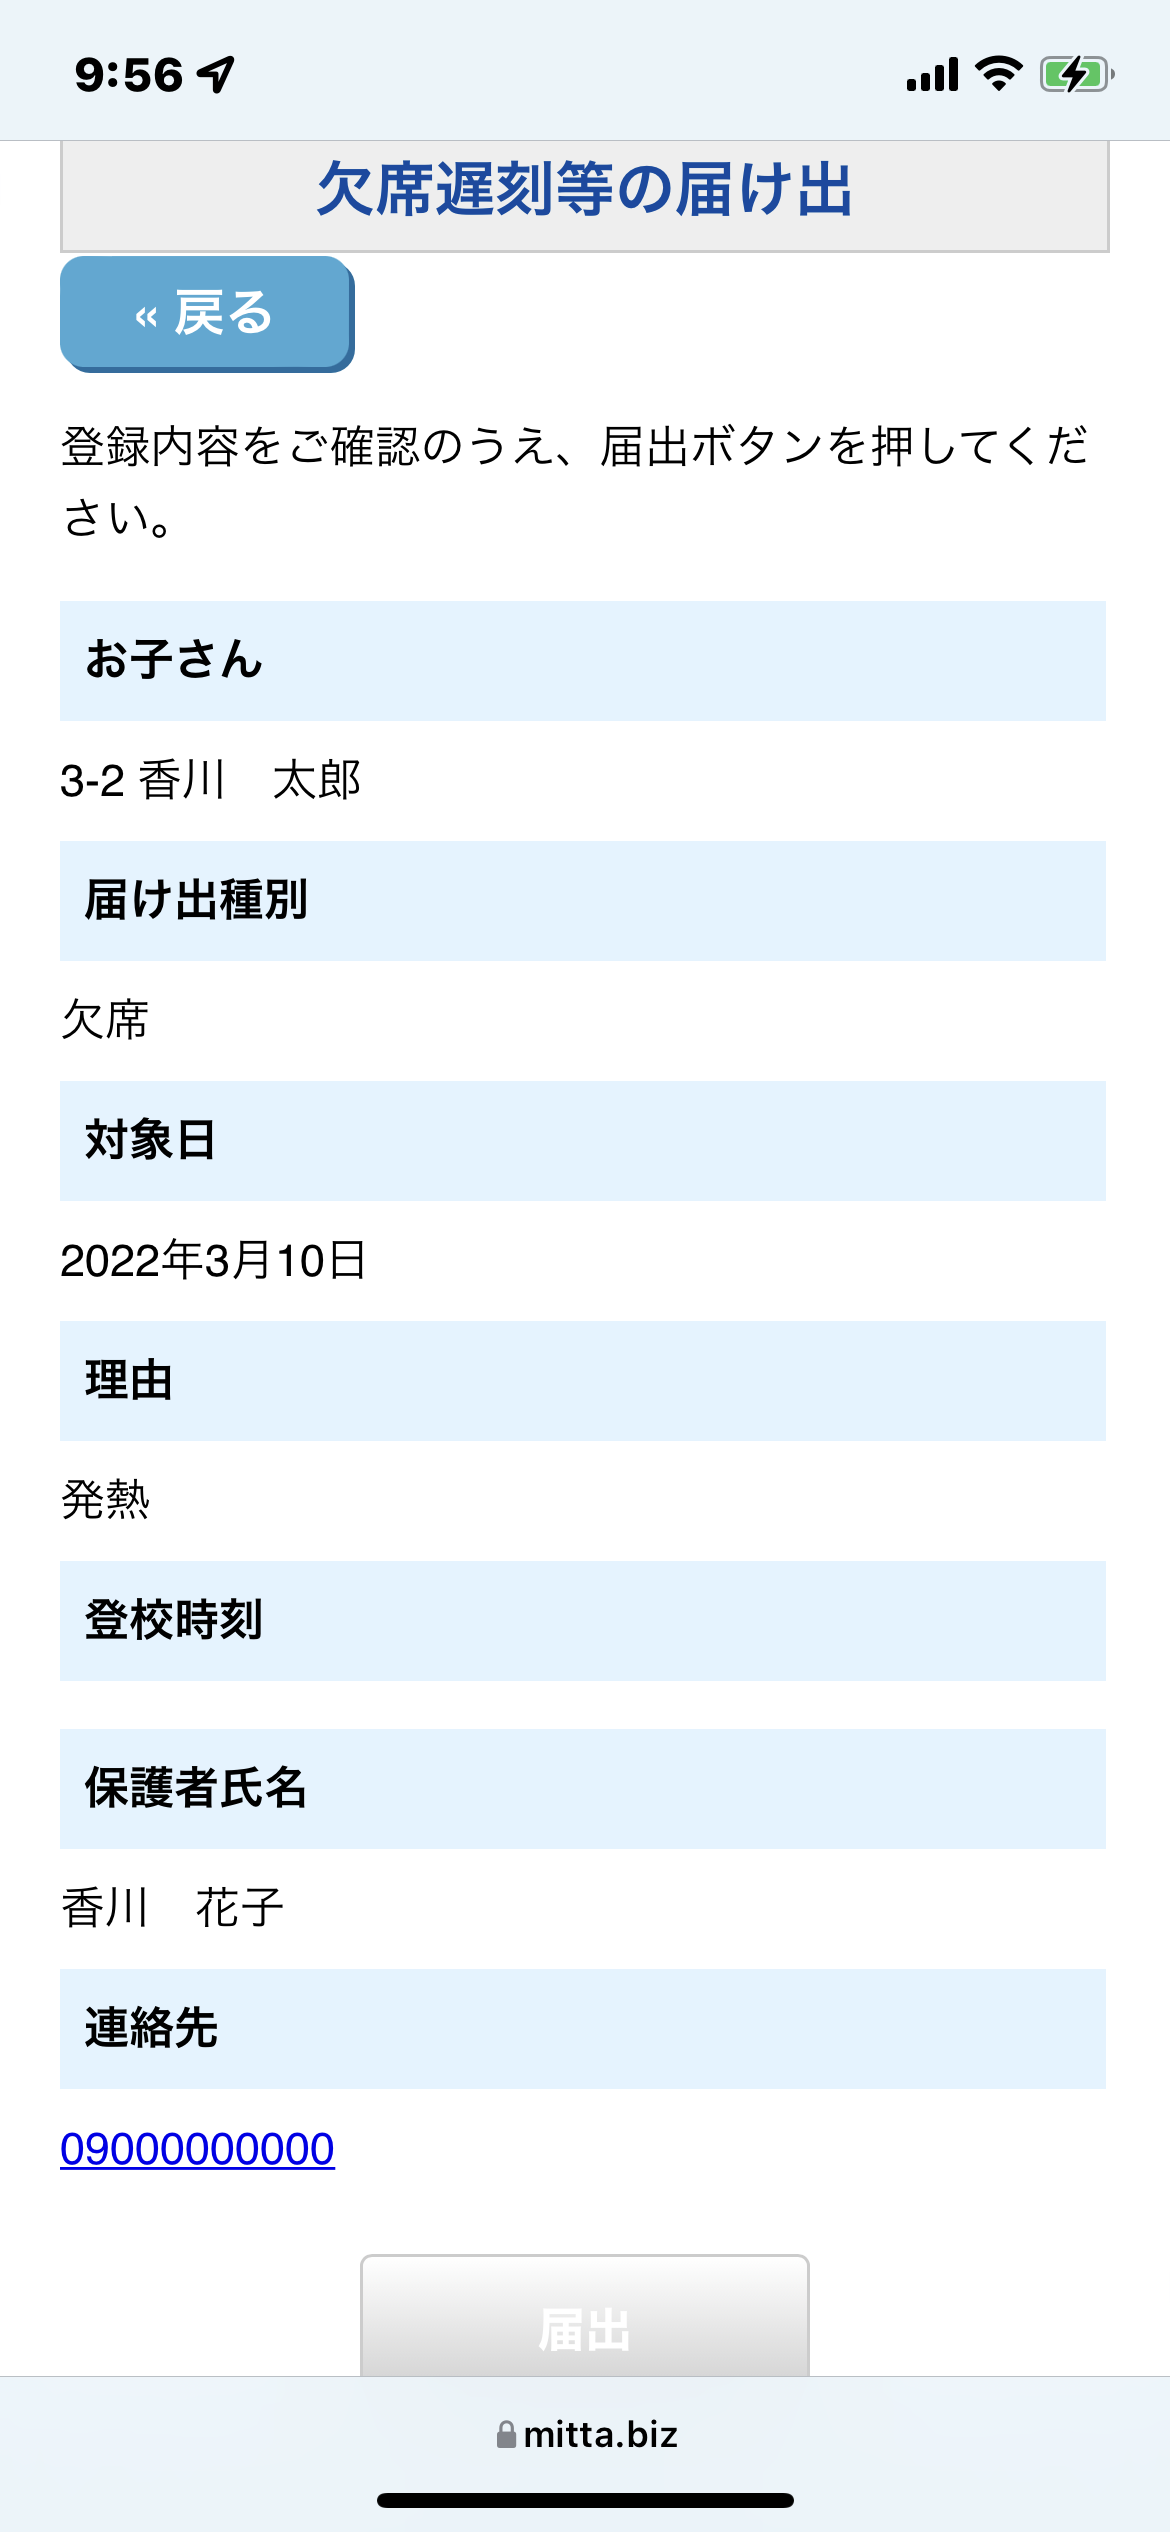 9:56
欠席遅刻等の届け出
« 戻る
登録内容をご確認のうえ、届出ボタンを押してくだ
さい。
お子さん
3-2 香川　太郎
届け出種別
欠席
対象日
2022年3月10日
理由
発熱
登校時刻
保護者氏名
香川　花子
連絡先
09000000000
届出
mitta.biz